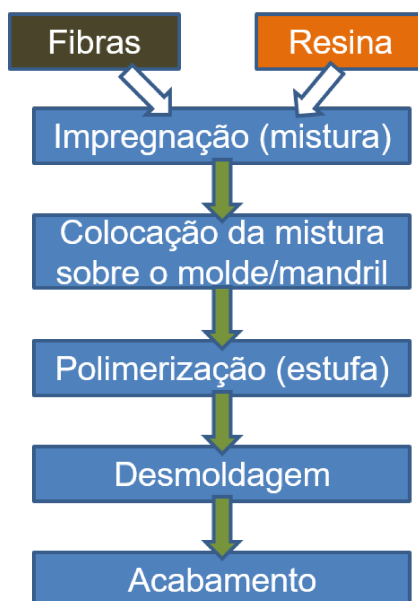 Fibras
Resina
Impregnação (mistura)
Colocação da mistura
sobre o molde/mandril
Polimerização (estufa)
Desmoldagem
Acabamento